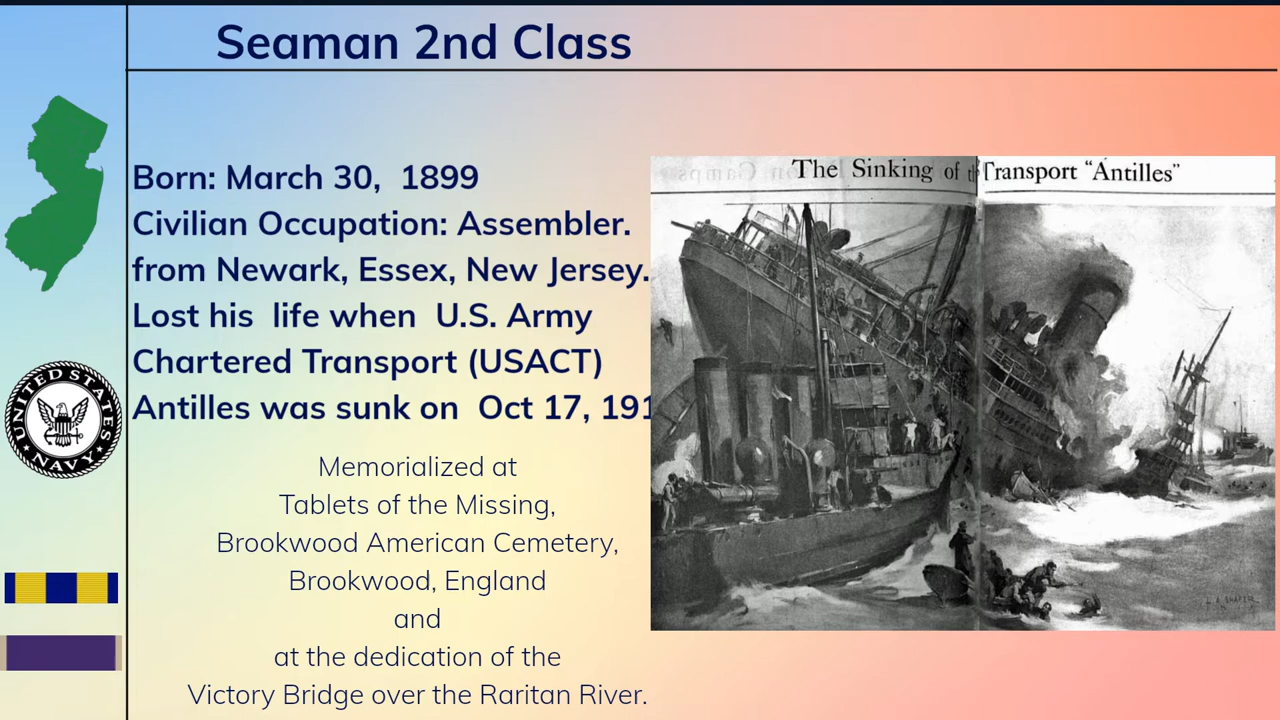 Seaman 2nd Class
Born: March 30, 1899
Civilian Occupation: Assembler.
from Newark, Essex, New Jersey.
Lost his life when U.S. Army
Chartered Transport (USACT)
Antilles was sunk on Oct 17, 191
Memorialized at
Tablets of the Missing,
Brookwood American Cemetery,
Brookwood, England
and
at the dedication of the
Victory Bridge over the Raritan River.
The Sinking of th Transport "Antilles"
UNITED STATES
NAVY